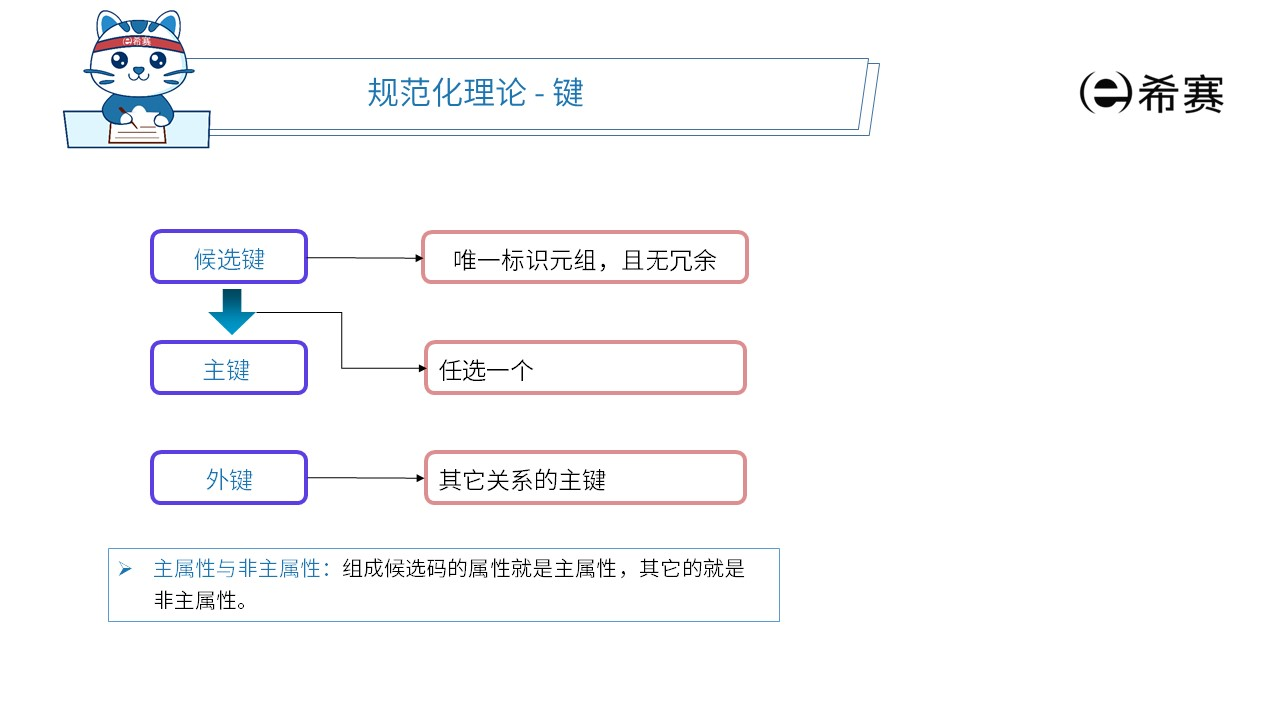 希赛
规范化理论 - 键
希赛
候选键
唯一标识元组，且无冗余
主键
任选一个
外键
其它关系的主键
主属性与非主属性：组成候选码的属性就是主属性，其它的就是
非主属性。